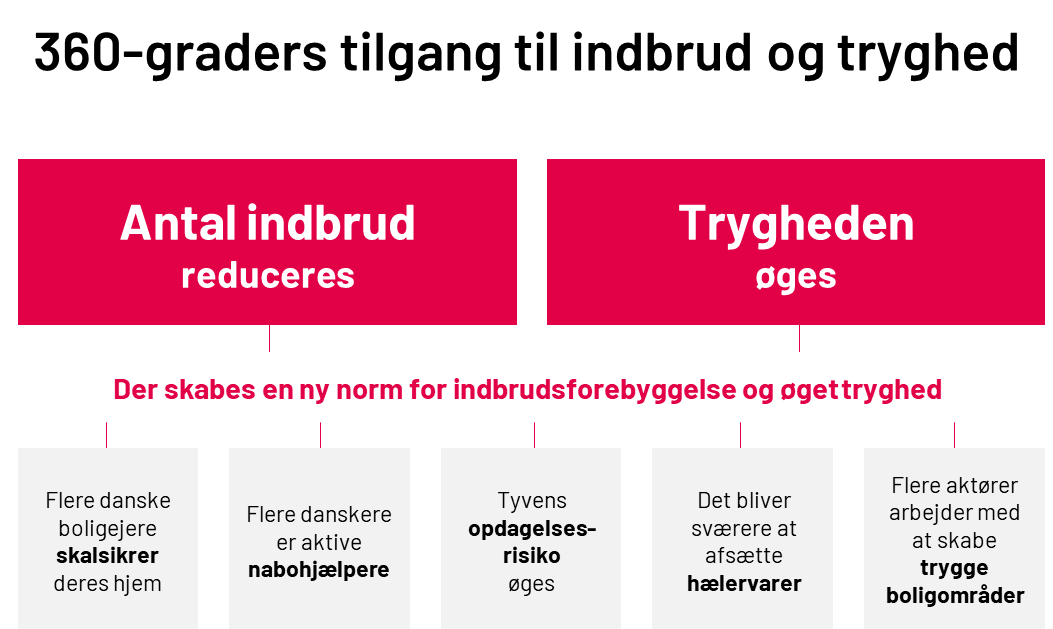 360-graders tilgang til indbrud og tryghed
Antal indbrud
reduceres
Trygheden
øges
Der skabes en ny norm for indbrudsforebyggelse og øget tryghed
Flere danske
boligejere
skalsikrer
deres hjem
Flere danskere
er aktive
nabohjælpere
Tyvens
opdagelses-
risiko
øges
Det bliver
sværere at
afsætte
hælervarer
Flere aktører
arbejder med
at skabe
trygge
boligområder